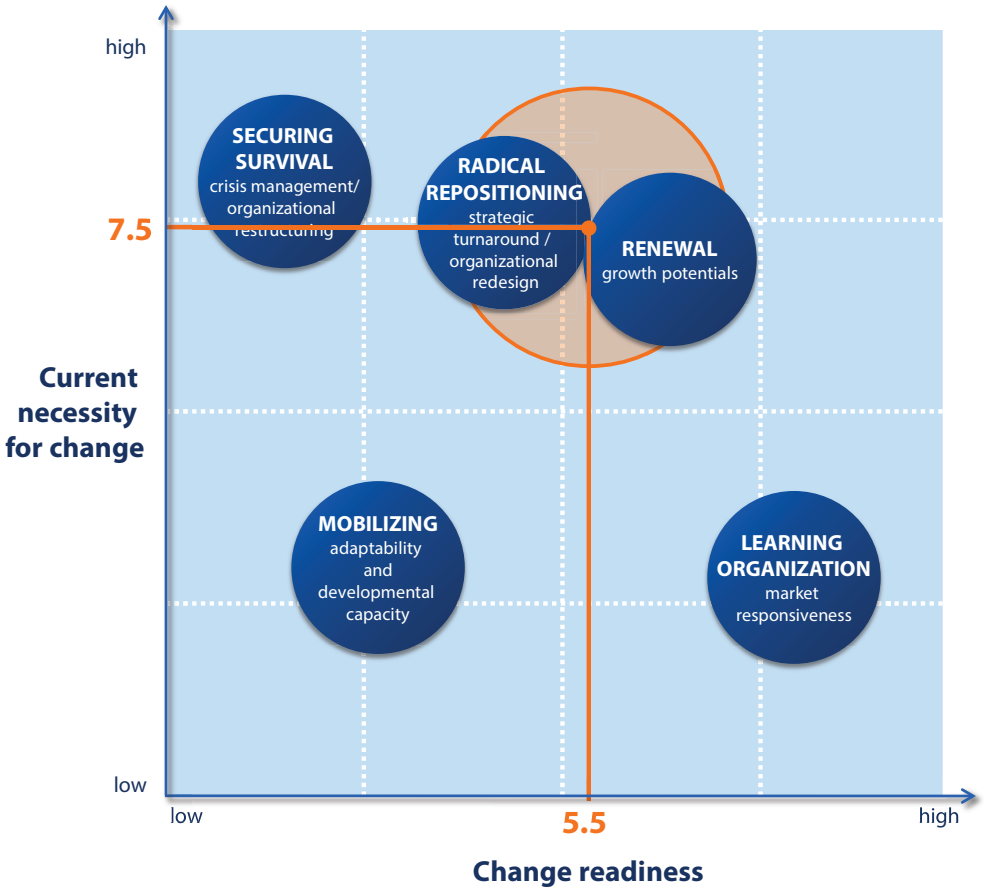 high
SECURING
SURVIVAL
crisis management/
organizational
restructuring
RADICAL
REPOSITIONING
strategic
turnaround /
organizational
redesign
RENEWAL
growth potentials
7.5
Current
necessity
for change
MOBILIZING
adaptability
and
developmental
capacity
LEARNING
ORGANIZATION
market
responsiveness
low
low
5.5
high
Change readiness